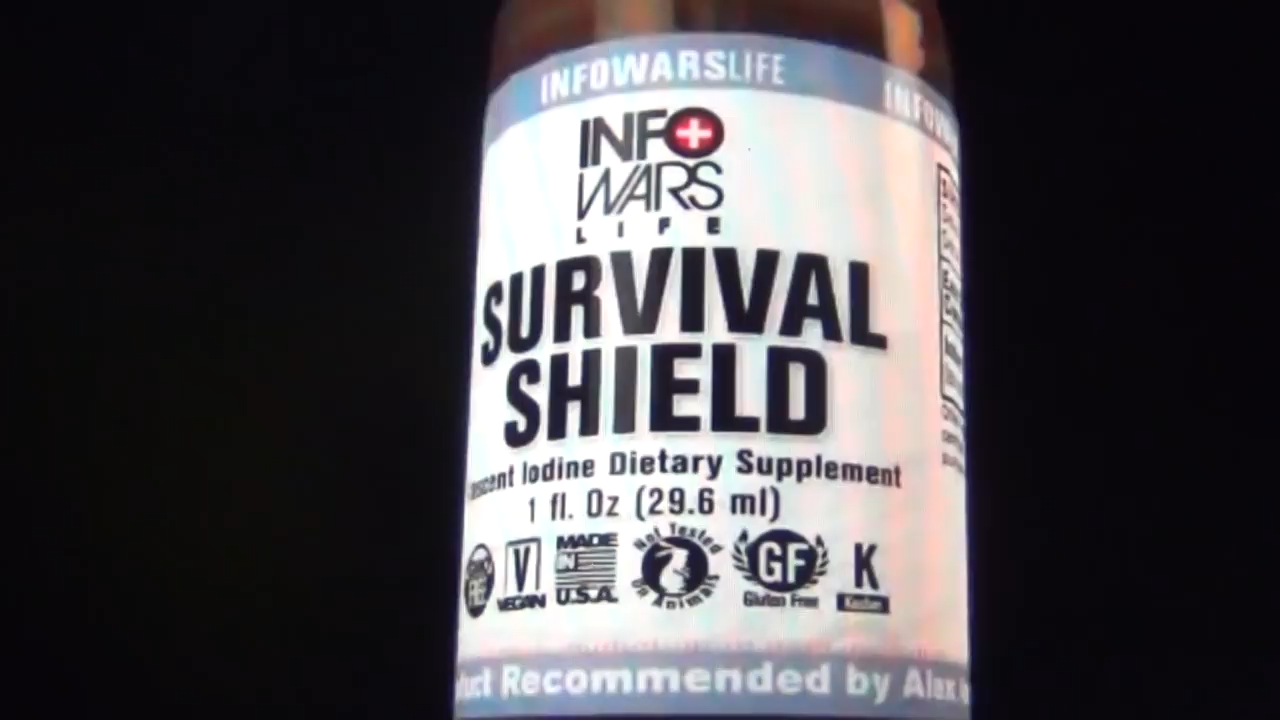 INFOWARSLIFE
INFO
WARS
LIFE
SURVIVAL
SHIELD
Iodine Dietary Supplement
1 fl. Oz (29.6 ml)
FREE
V
VEGAN
MADE
IN
U.S.A.
Not Tested
On Animals
GF
Gluten Free
K
Kosher
Recommended by Alex